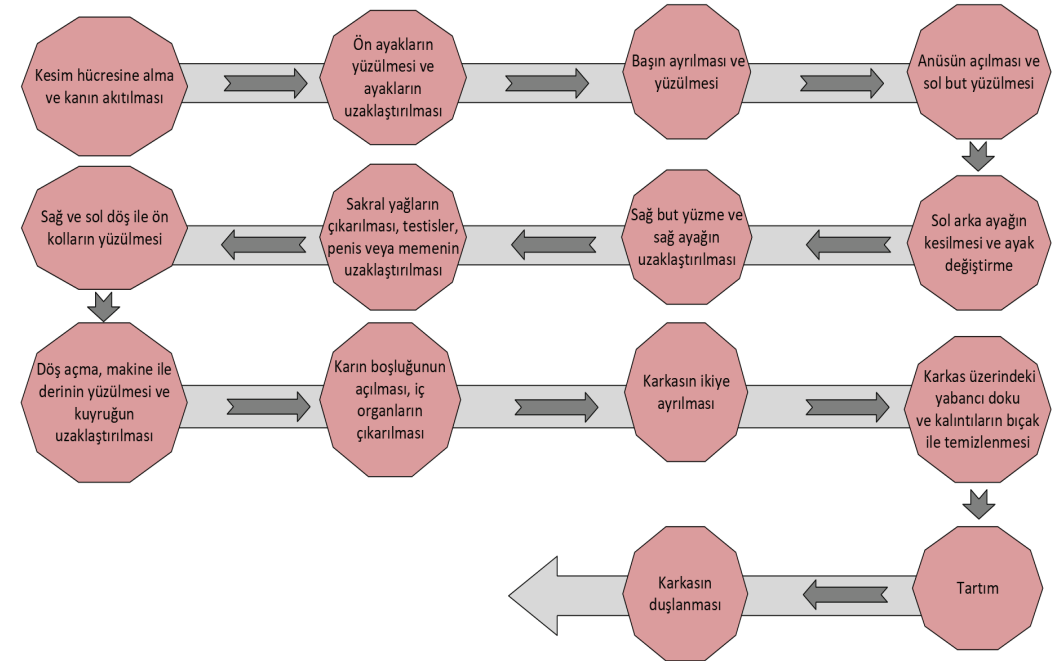 Kesim hücresine alma
ve kanın akıtılması
Ön ayakların
yüzülmesi ve
ayakların
uzaklaştırılması
Başın ayrılması ve
yüzülmesi
Anüsün açılması ve
sol but yüzülmesi
Sol arka ayağın
kesilmesi ve ayak
değiştirme
Sağ but yüzme ve
sağ ayağın
uzaklaştırılması
Sakral yağların
çıkarılması, testisler,
penis veya memenin
uzaklaştırılması
Sağ ve sol döş ile ön
kolların yüzülmesi
Döş açma, makine ile
derinin yüzülmesi ve
kuyruğun
uzaklaştırılması
Karın boşluğunun
açılması, iç
organların
çıkarılması
Karkasın ikiye
ayrılması
Karkas üzerindeki
yabancı doku
ve kalıntıların bıçak
ile temizlenmesi
Tartım
Karkasın
duşlanması